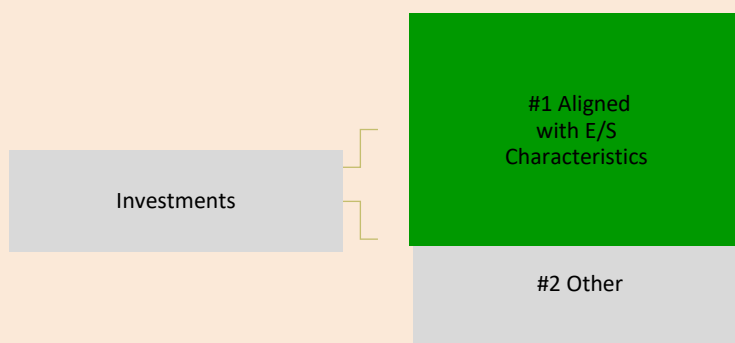 #1 Aligned
with E/S
Characteristics
Investments
#2 Other